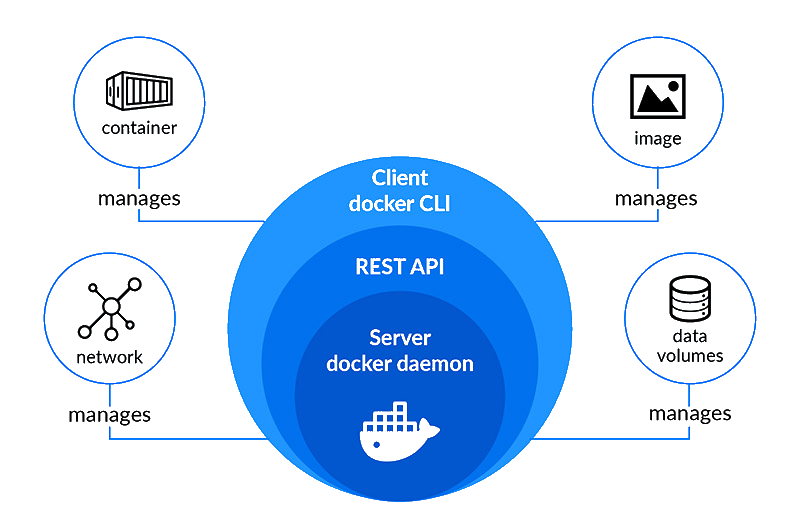 container
manages
image
manages
Client
docker CLI
REST API
Server
docker daemon
network
manages
data
volumes
manages